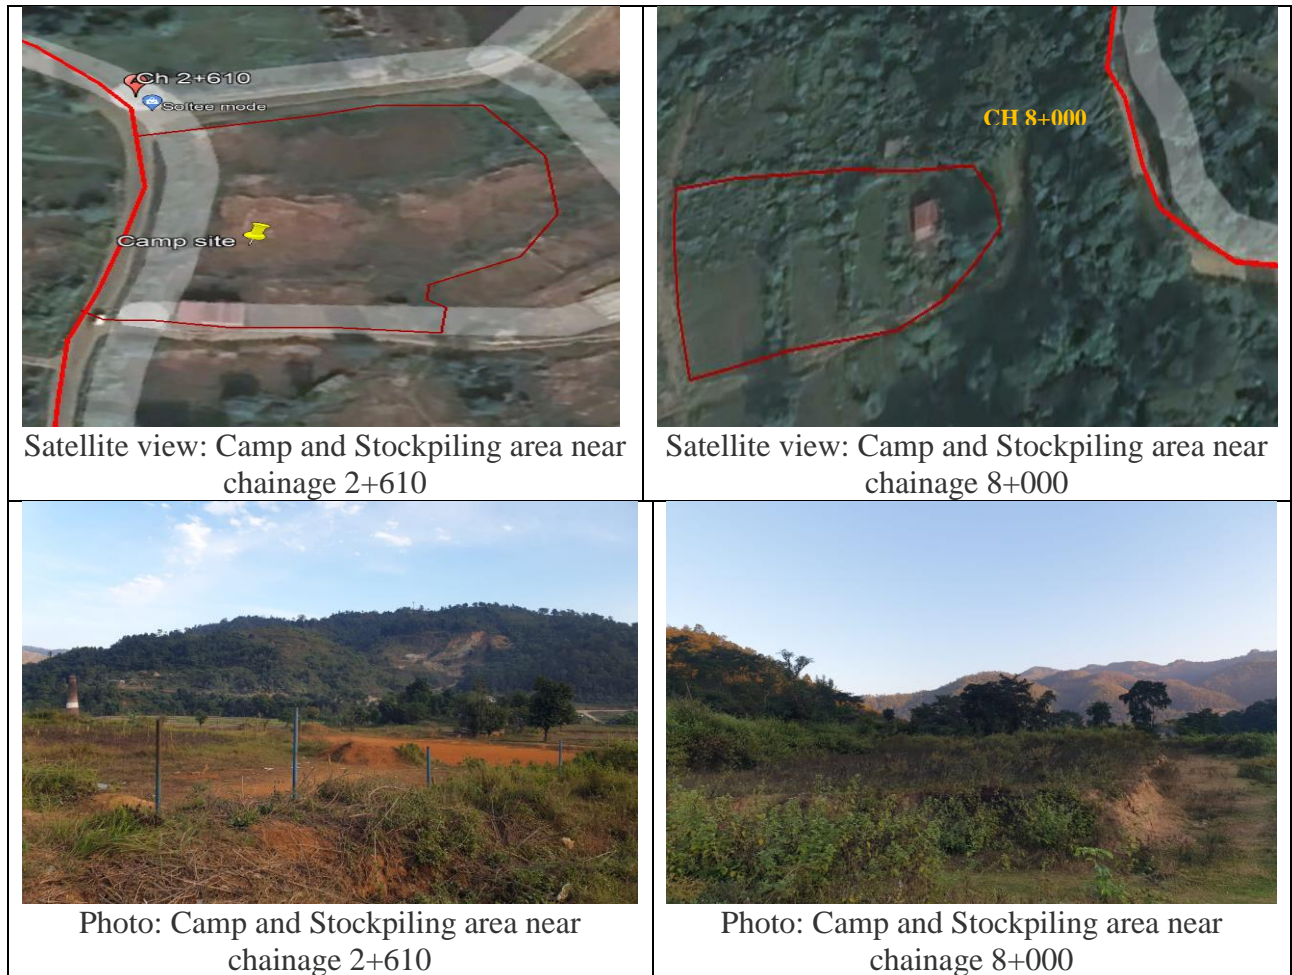 Ch 2+610
Soltee mode
Camp site
CH 8+000
Satellite view: Camp and Stockpiling area near
chainage 2+610
Satellite view: Camp and Stockpiling area near
chainage 8+000
Photo: Camp and Stockpiling area near
chainage 2+610
Photo: Camp and Stockpiling area near
chainage 8+000